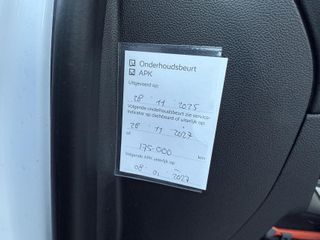 Onderhoudsbeurt
APK
Uitgevoerd op:
28 11 2025
Volgende onderhoudsbeurt zie service-
indicator op dashboard of uiterlijk op:
28 11 2027
of
175.000 km
Volgende APK uiterlijk op:
08 01 2027